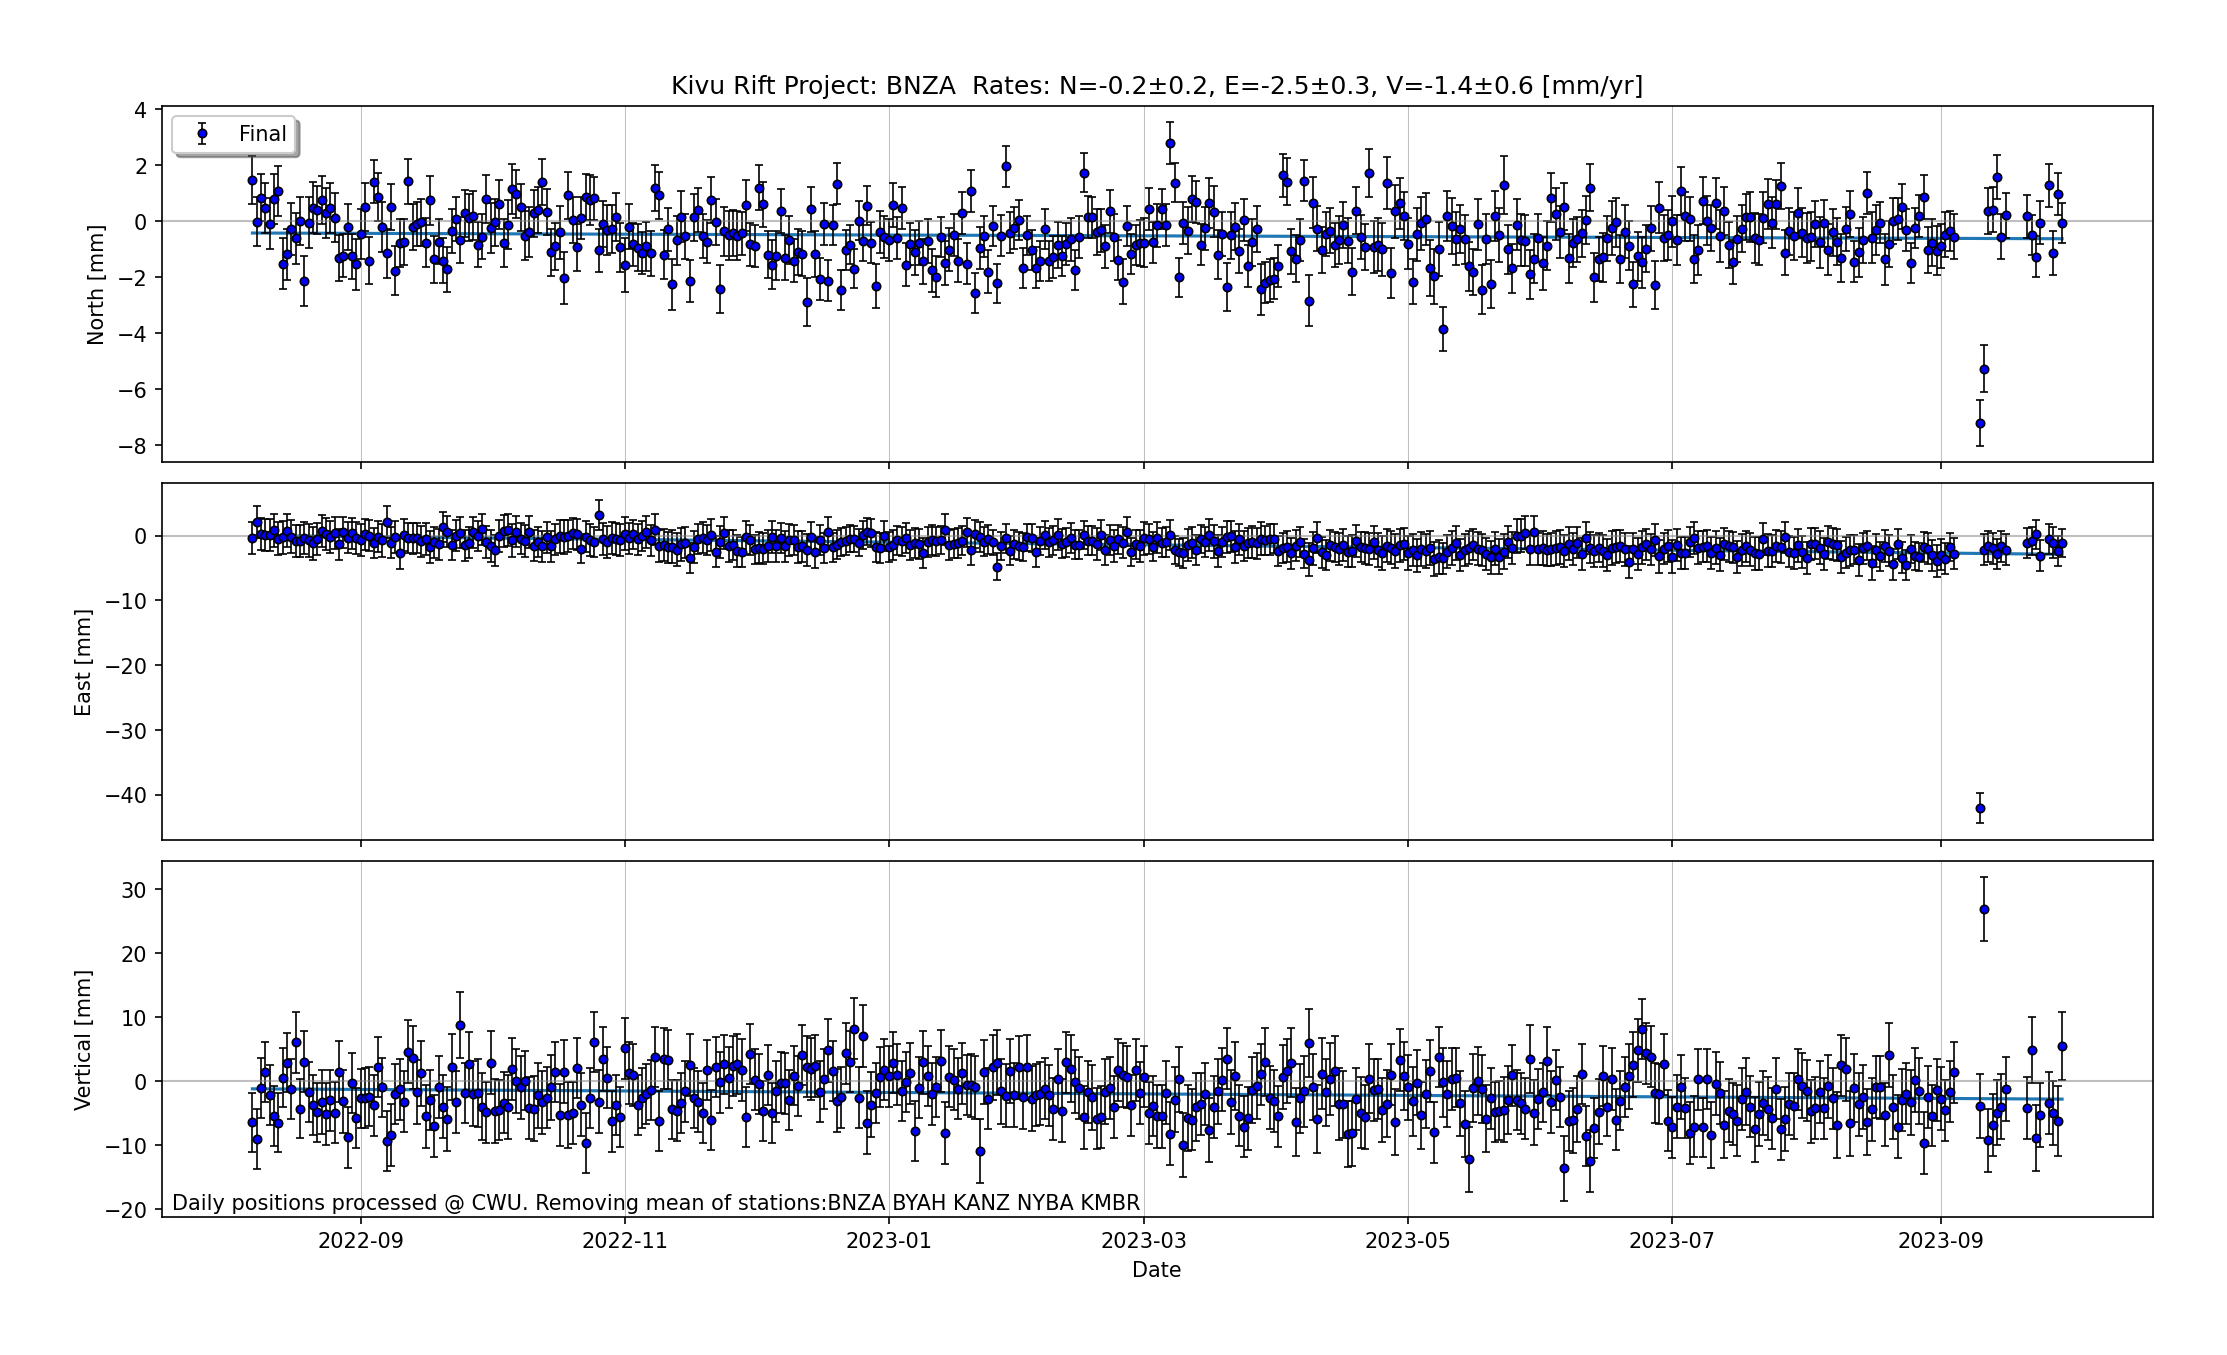 Kivu Rift Project: BNZA  Rates: N=-0.2±0.2, E=-2.5±0.3, V=-1.4±0.6 [mm/yr]
Final
4
2
0
−2
−4
−6
−8
North [mm]
0
−10
−20
−30
−40
East [mm]
30
20
10
0
−10
−20
Vertical [mm]
Daily positions processed @ CWU. Removing mean of stations:BNZA BYAH KANZ NYBA KMBR
2022-09 2022-11 2023-01 2023-03 2023-05 2023-07 2023-09
Date